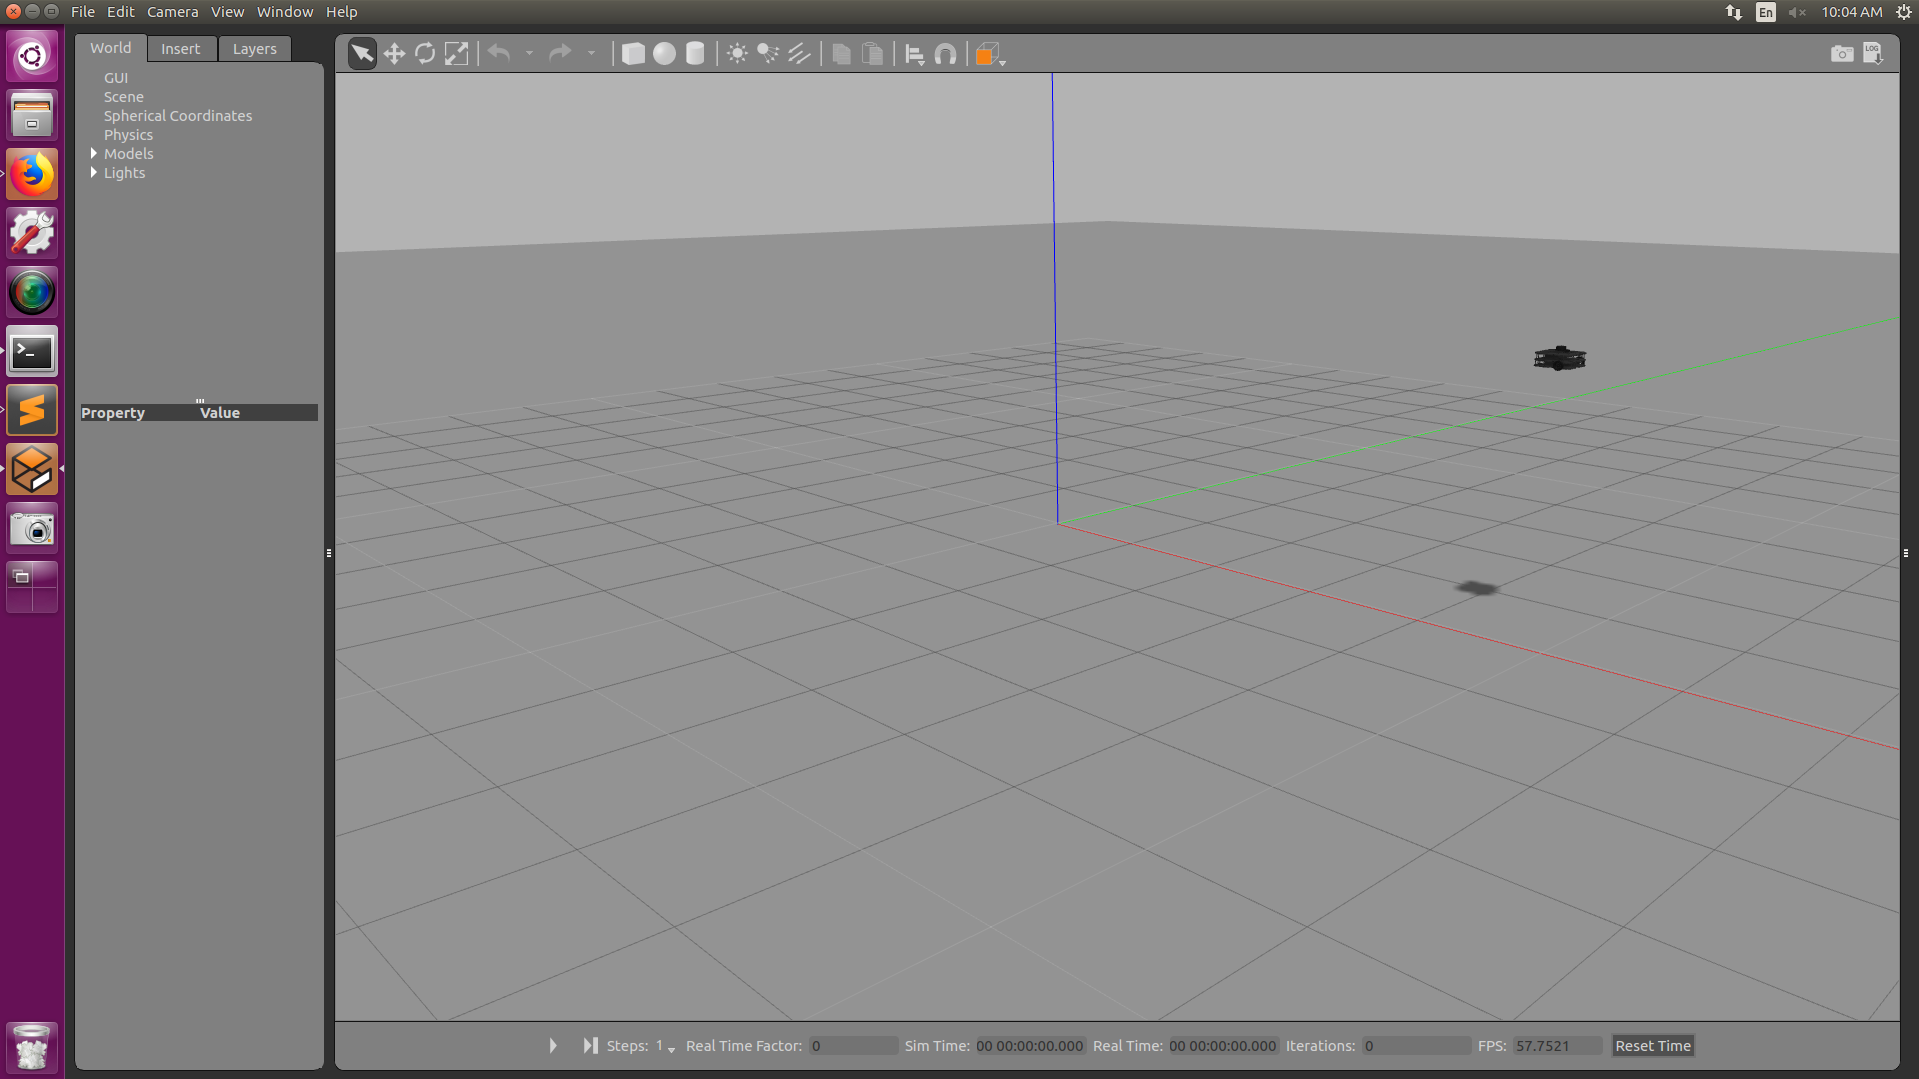 File Edit Camera View Window Help
En 10:04 AM
World Insert Layers
LOG
GUI
Scene
Spherical Coordinates
Physics
Models
Lights
Property Value
>_
Steps: 1 Real Time Factor: 0 Sim Time: 00 00:00:00.000 Real Time: 00 00:00:00.000 Iterations: 0 FPS: 57.7521 Reset Time